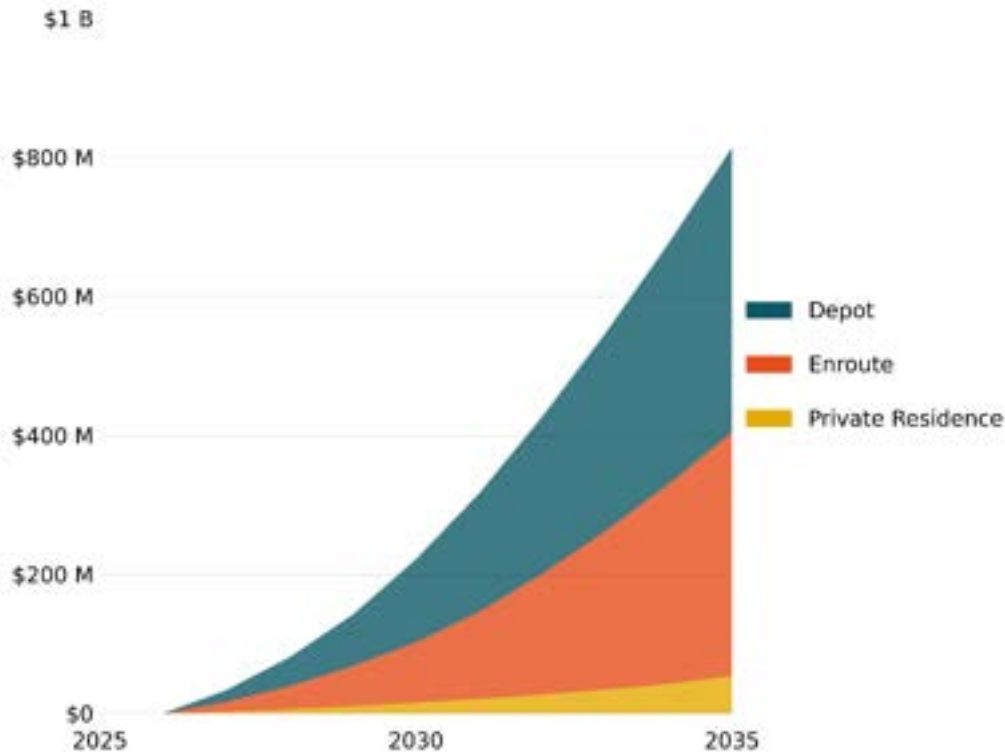 $1 B
$800 M
$600 M
$400 M
$200 M
$0
2025 2030 2035
Depot
Enroute
Private Residence